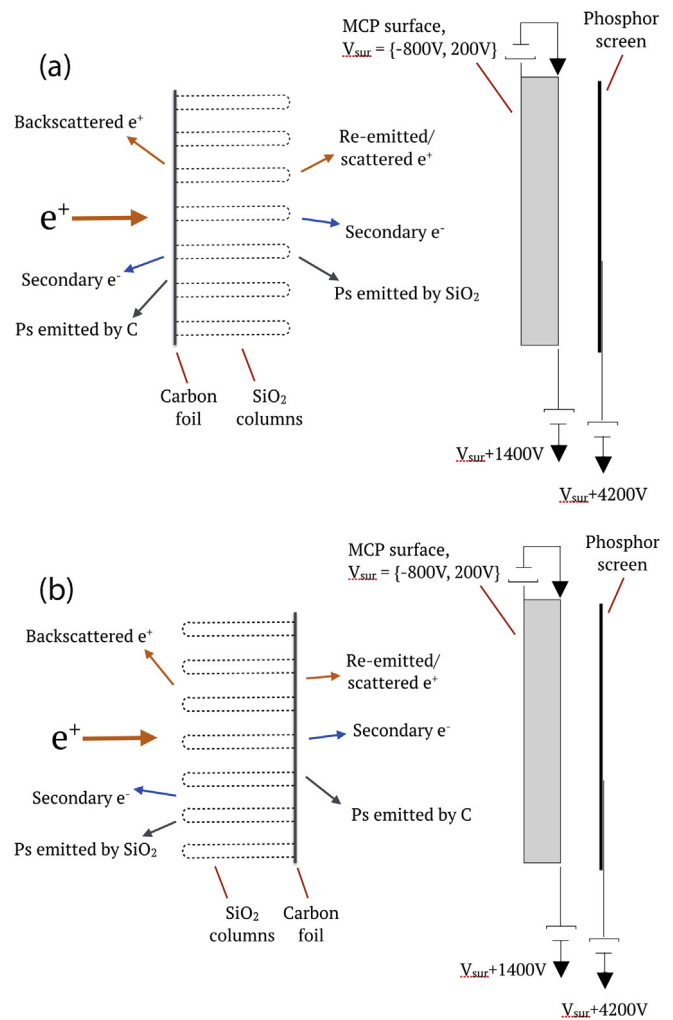 (a)
MCP surface,
Vsur = {-800V, 200V}
Phosphor
screen
Backscattered e+
Re-emitted/
scattered e+
e+
Secondary e-
Secondary e-
Ps emitted by SiO2
Ps emitted by C
Carbon
foil
SiO2
columns
Vsur+1400V
Vsur+4200V
(b)
MCP surface,
Vsur = {-800V, 200V}
Phosphor
screen
Backscattered e+
Re-emitted/
scattered e+
e+
Secondary e-
Secondary e-
Ps emitted by C
Ps emitted by SiO2
SiO2
columns
Carbon
foil
Vsur+1400V
Vsur+4200V